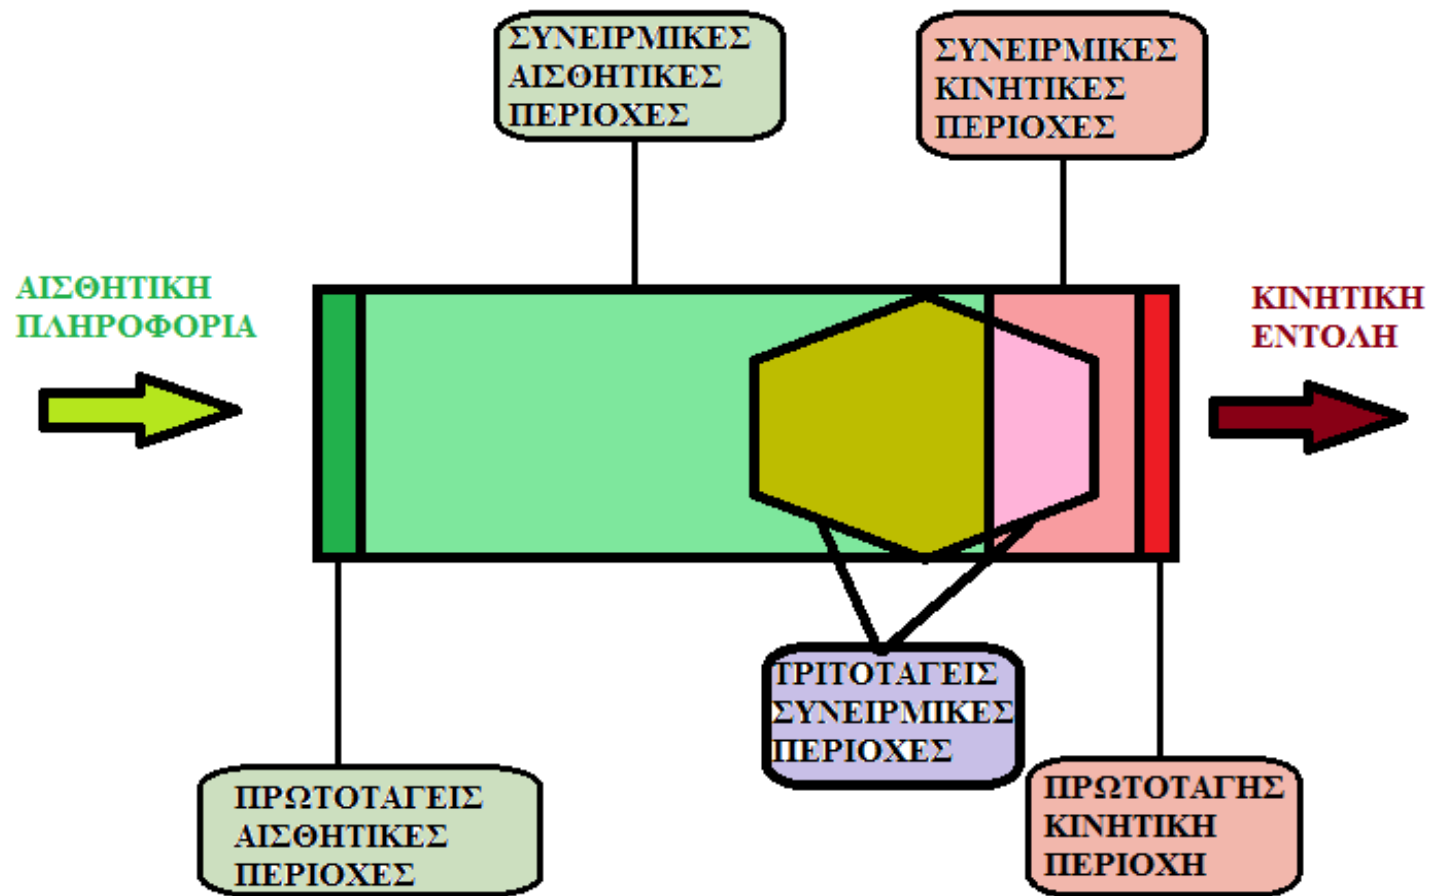 ΣΥΝΕΙΡΜΙΚΕΣ
ΑΙΣΘΗΤΙΚΕΣ
ΠΕΡΙΟΧΕΣ
ΣΥΝΕΙΡΜΙΚΕΣ
ΚΙΝΗΤΙΚΕΣ
ΠΕΡΙΟΧΕΣ
ΑΙΣΘΗΤΙΚΗ
ΠΛΗΡΟΦΟΡΙΑ
ΚΙΝΗΤΙΚΗ
ΕΝΤΟΛΗ
ΤΡΙΤΟΤΑΓΕΙΣ
ΣΥΝΕΙΡΜΙΚΕΣ
ΠΕΡΙΟΧΕΣ
ΠΡΩΤΟΤΑΓΕΙΣ
ΑΙΣΘΗΤΙΚΕΣ
ΠΕΡΙΟΧΕΣ
ΠΡΩΤΟΤΑΓΗΣ
ΚΙΝΗΤΙΚΗ
ΠΕΡΙΟΧΗ